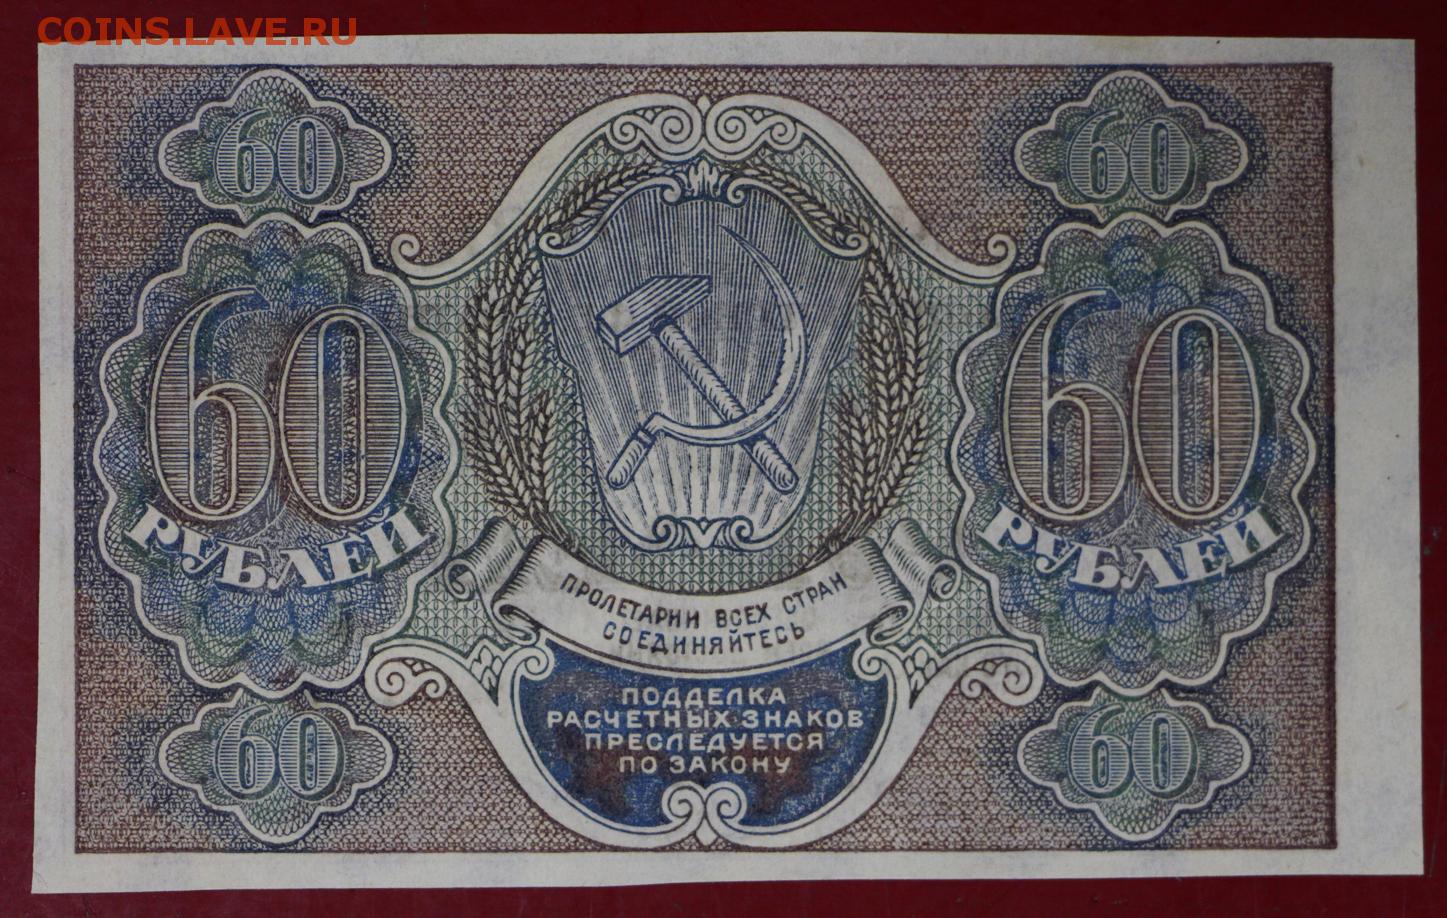 COINS.LAVE.RU
60
60
60
РУБЛЕЙ
60
РУБЛЕЙ
ПРОЛЕТАРИИ ВСЕХ СТРАН
СОЕДИНЯЙТЕСЬ
ПОДДЕЛКА
РАСЧЕТНЫХ ЗНАКОВ
ПРЕСЛЕДУЕТСЯ
ПО ЗАКОНУ
60
60